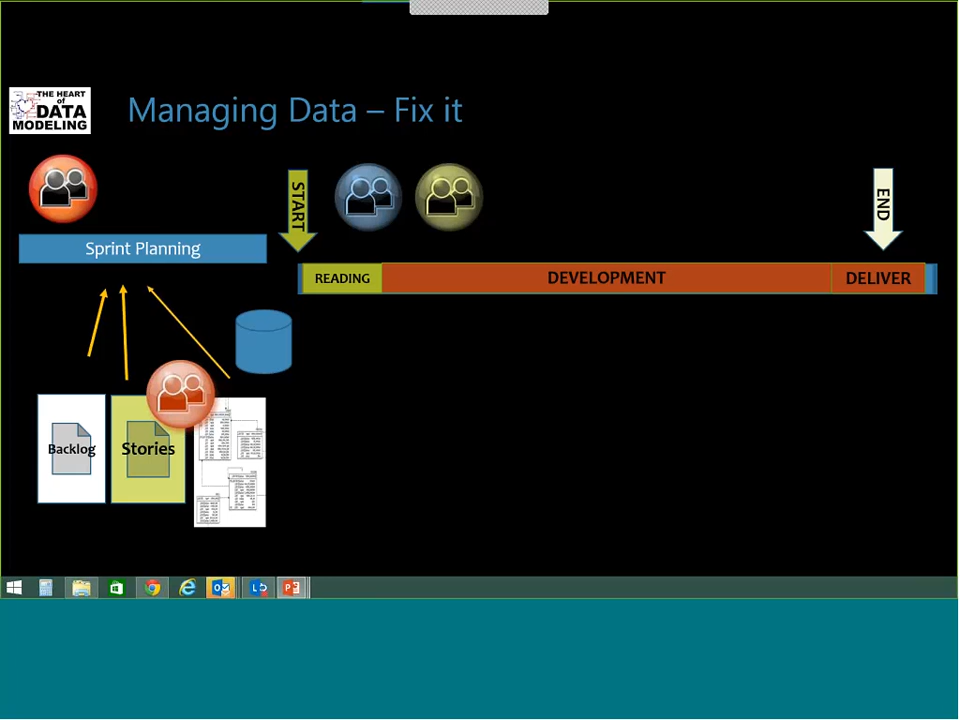 THE HEART
of
DATA
MODELING
Managing Data – Fix it
START
END
Sprint Planning
READING
DEVELOPMENT
DELIVER
Backlog
Stories